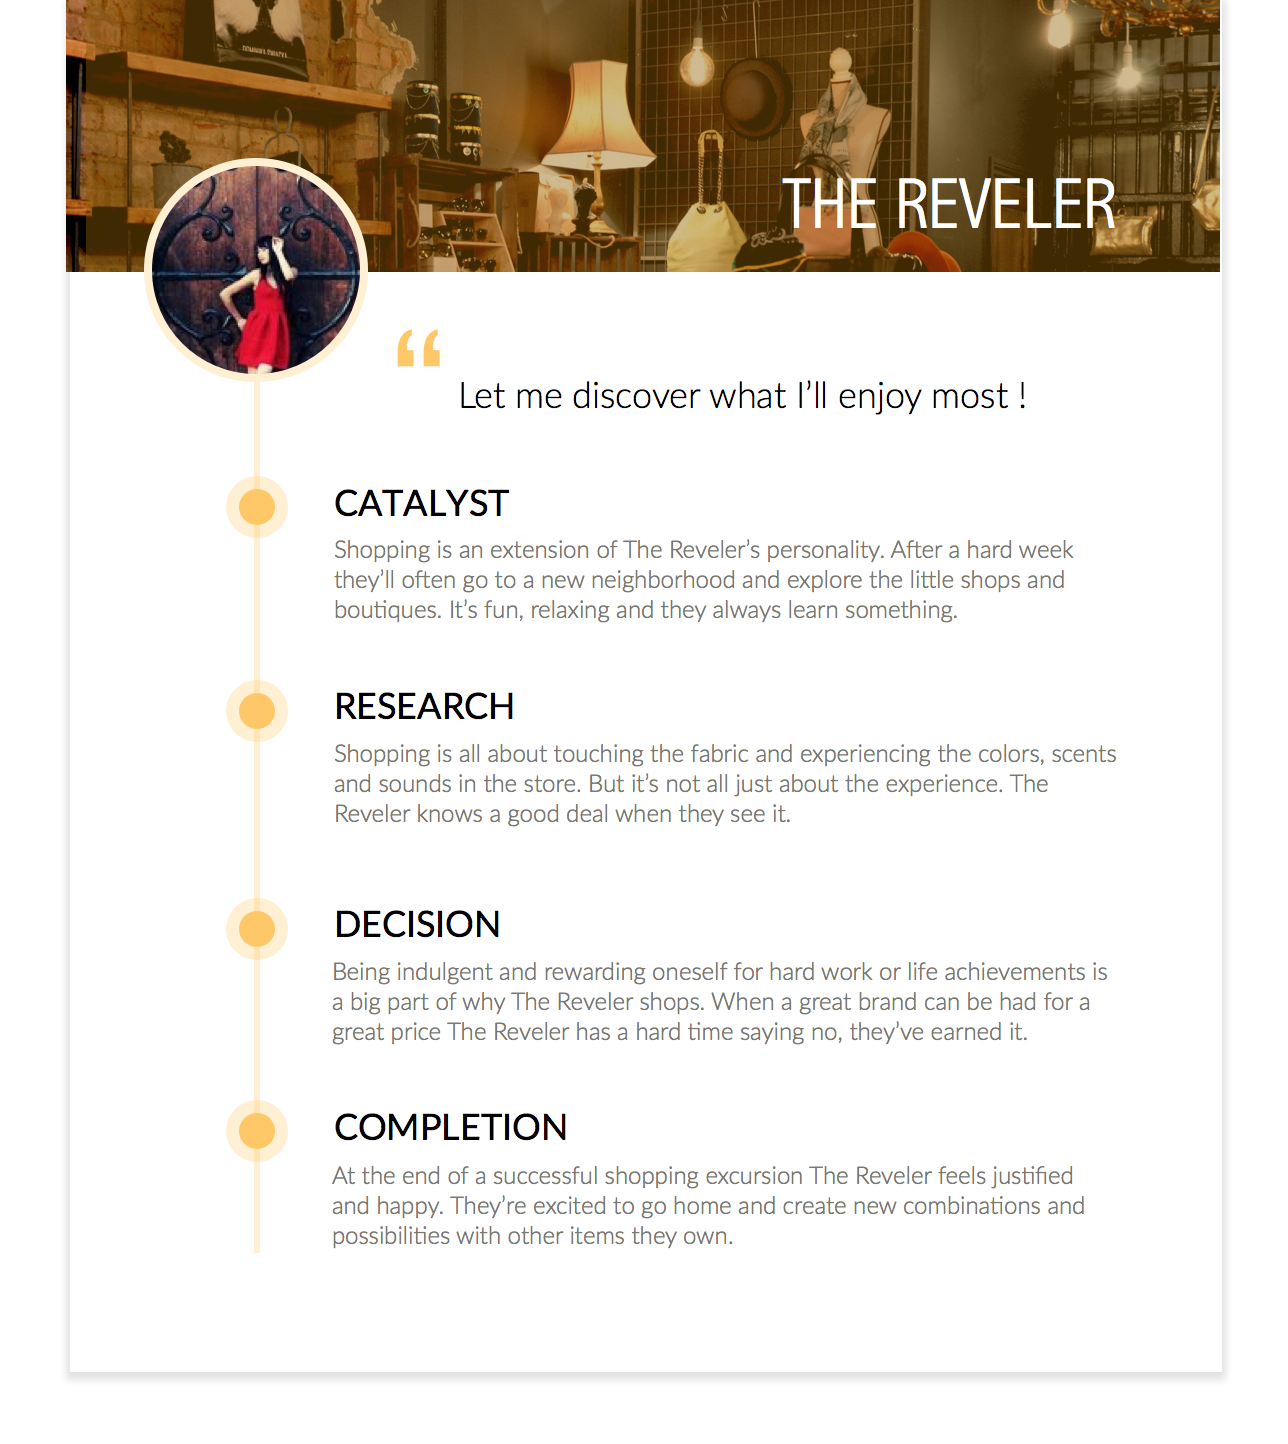 THE REVELER
“
Let me discover what I’ll enjoy most !
CATALYST
Shopping is an extension of The Reveler’s personality. After a hard week
they’ll often go to a new neighborhood and explore the little shops and
boutiques. It’s fun, relaxing and they always learn something.
RESEARCH
Shopping is all about touching the fabric and experiencing the colors, scents
and sounds in the store. But it’s not all just about the experience. The
Reveler knows a good deal when they see it.
DECISION
Being indulgent and rewarding oneself for hard work or life achievements is
a big part of why The Reveler shops. When a great brand can be had for a
great price The Reveler has a hard time saying no, they’ve earned it.
COMPLETION
At the end of a successful shopping excursion The Reveler feels justified
and happy. They’re excited to go home and create new combinations and
possibilities with other items they own.